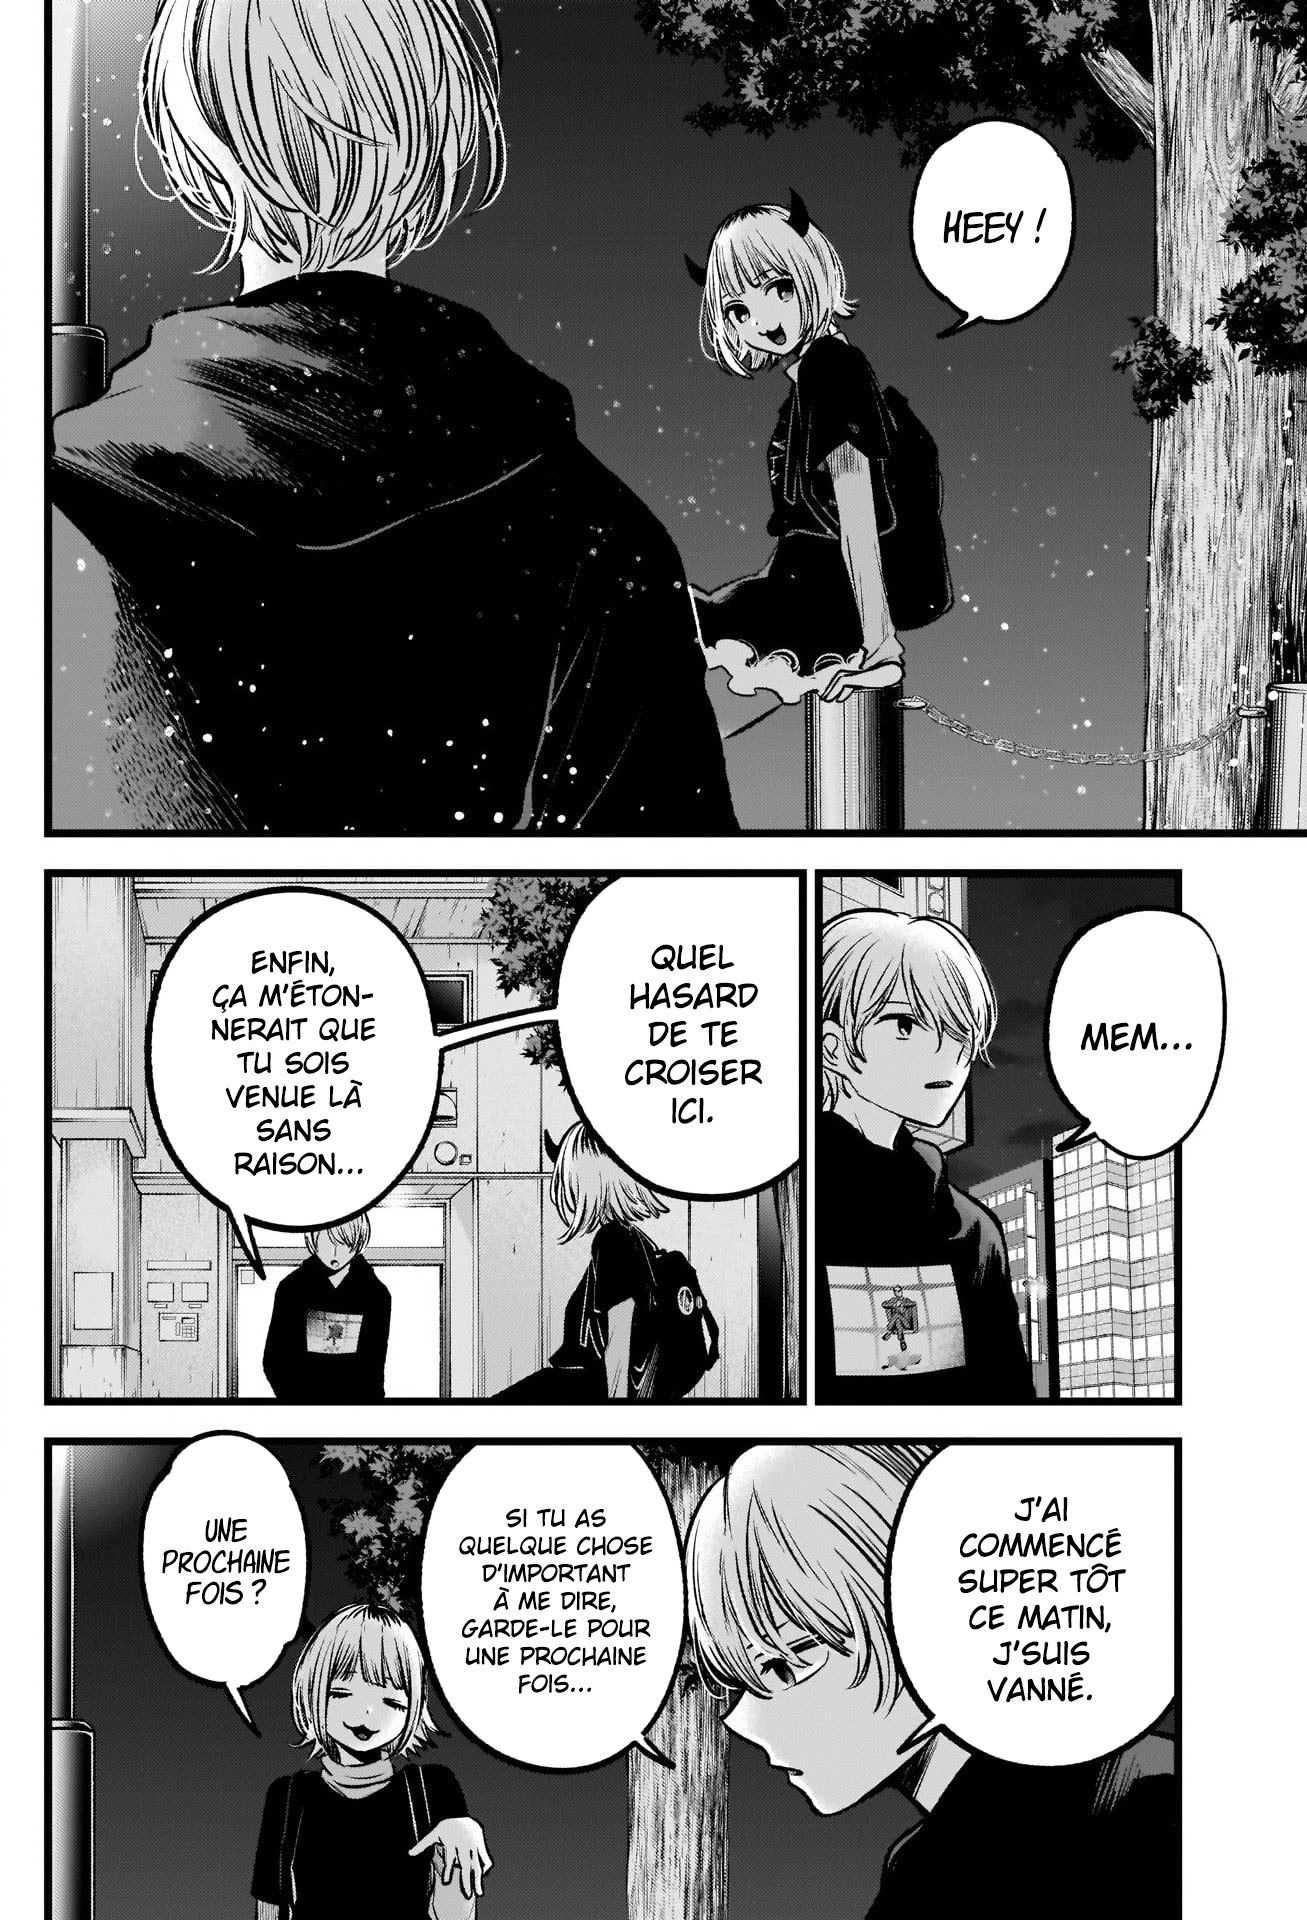 HEEY !
MEM...
QUEL
HASARD
DE TE
CROISER
ICI.
ENFIN,
ÇA M'ÉTON-
NERAIT QUE
TU SOIS
VENUE LÀ
SANS
RAISON...
J'AI
COMMENCÉ
SUPER TÔT
CE MATIN,
J'SUIS
VANNÉ.
SI TU AS
QUELQUE CHOSE
D'IMPORTANT
À ME DIRE,
GARDE-LE POUR
UNE PROCHAINE
FOIS...
UNE
PROCHAINE
FOIS ?